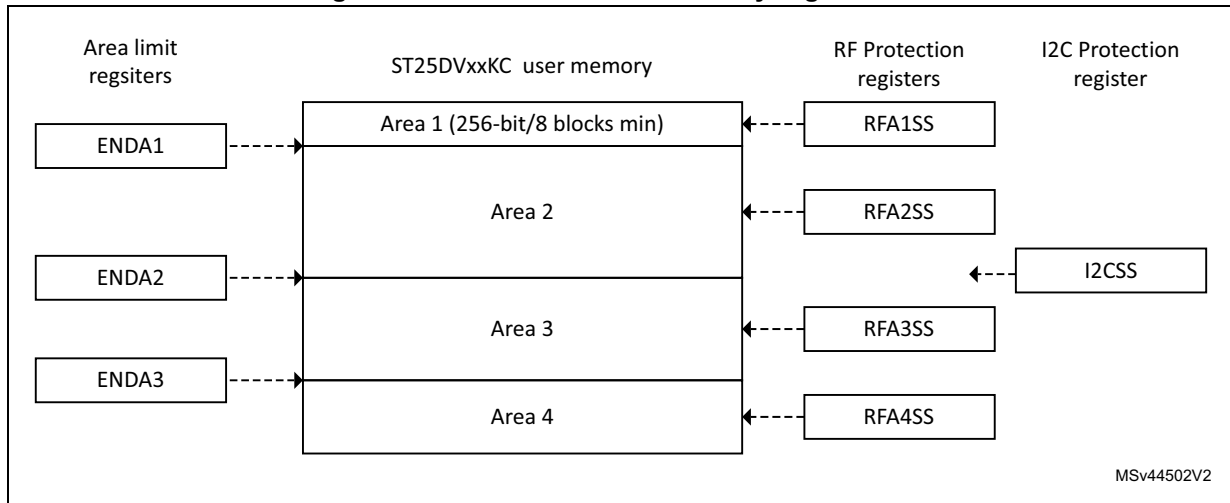 Area limit
regsiters
ST25DVxxKC user memory
RF Protection
registers
I2C Protection
register
Area 1 (256-bit/8 blocks min)
RFA1SS
ENDA1
Area 2
RFA2SS
ENDA2
I2CSS
Area 3
RFA3SS
ENDA3
Area 4
RFA4SS
MSv44502V2